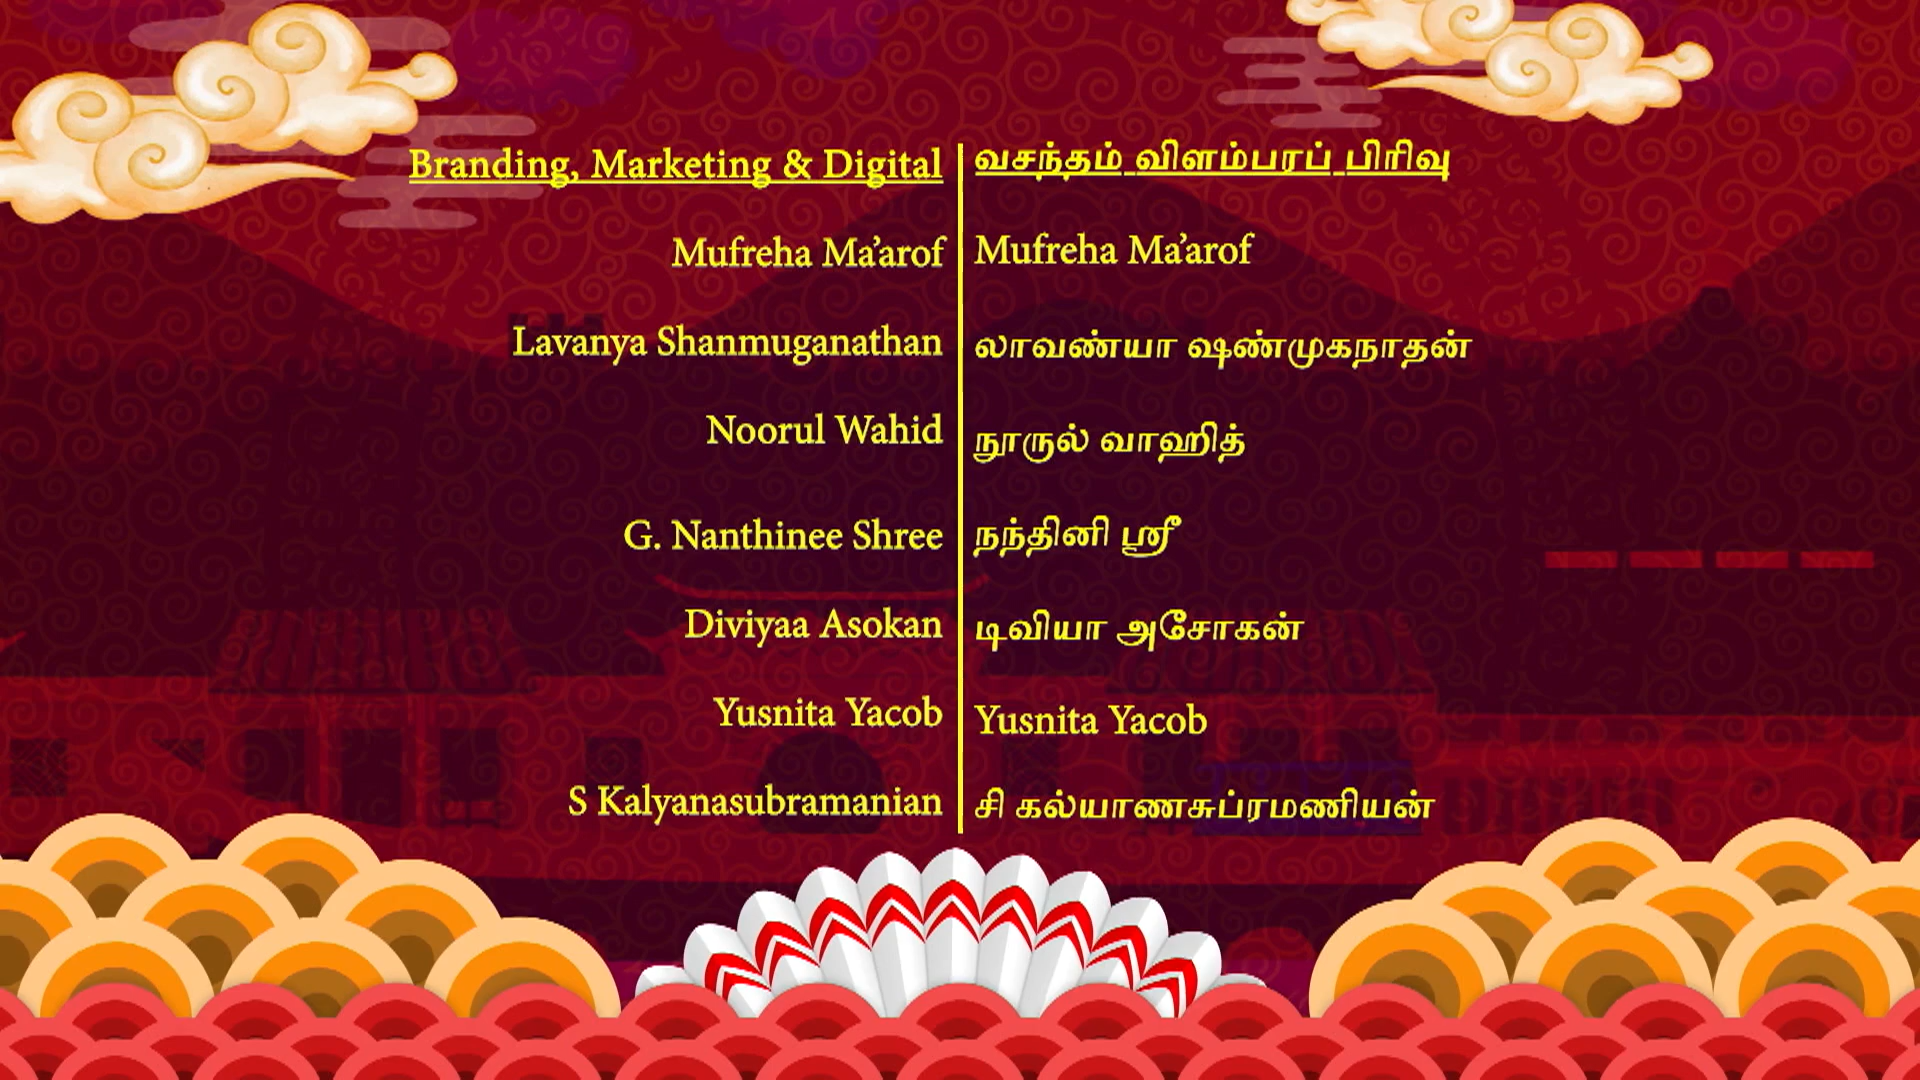 Branding, Marketing & Digital
வசந்தம் விளம்பரப் பிரிவு
Mufreha Ma’arof
Mufreha Ma’arof
Lavanya Shanmuganathan
லாவண்யா ஷண்முகநாதன்
Noorul Wahid
நூருல் வாஹித்
G. Nanthinee Shree
நந்தினி ஸ்ரீ
Diviyaa Asokan
டிவியா அசோகன்
Yusnita Yacob
Yusnita Yacob
S Kalyanasubramanian
சி கல்யாணசுப்ரமணியன்